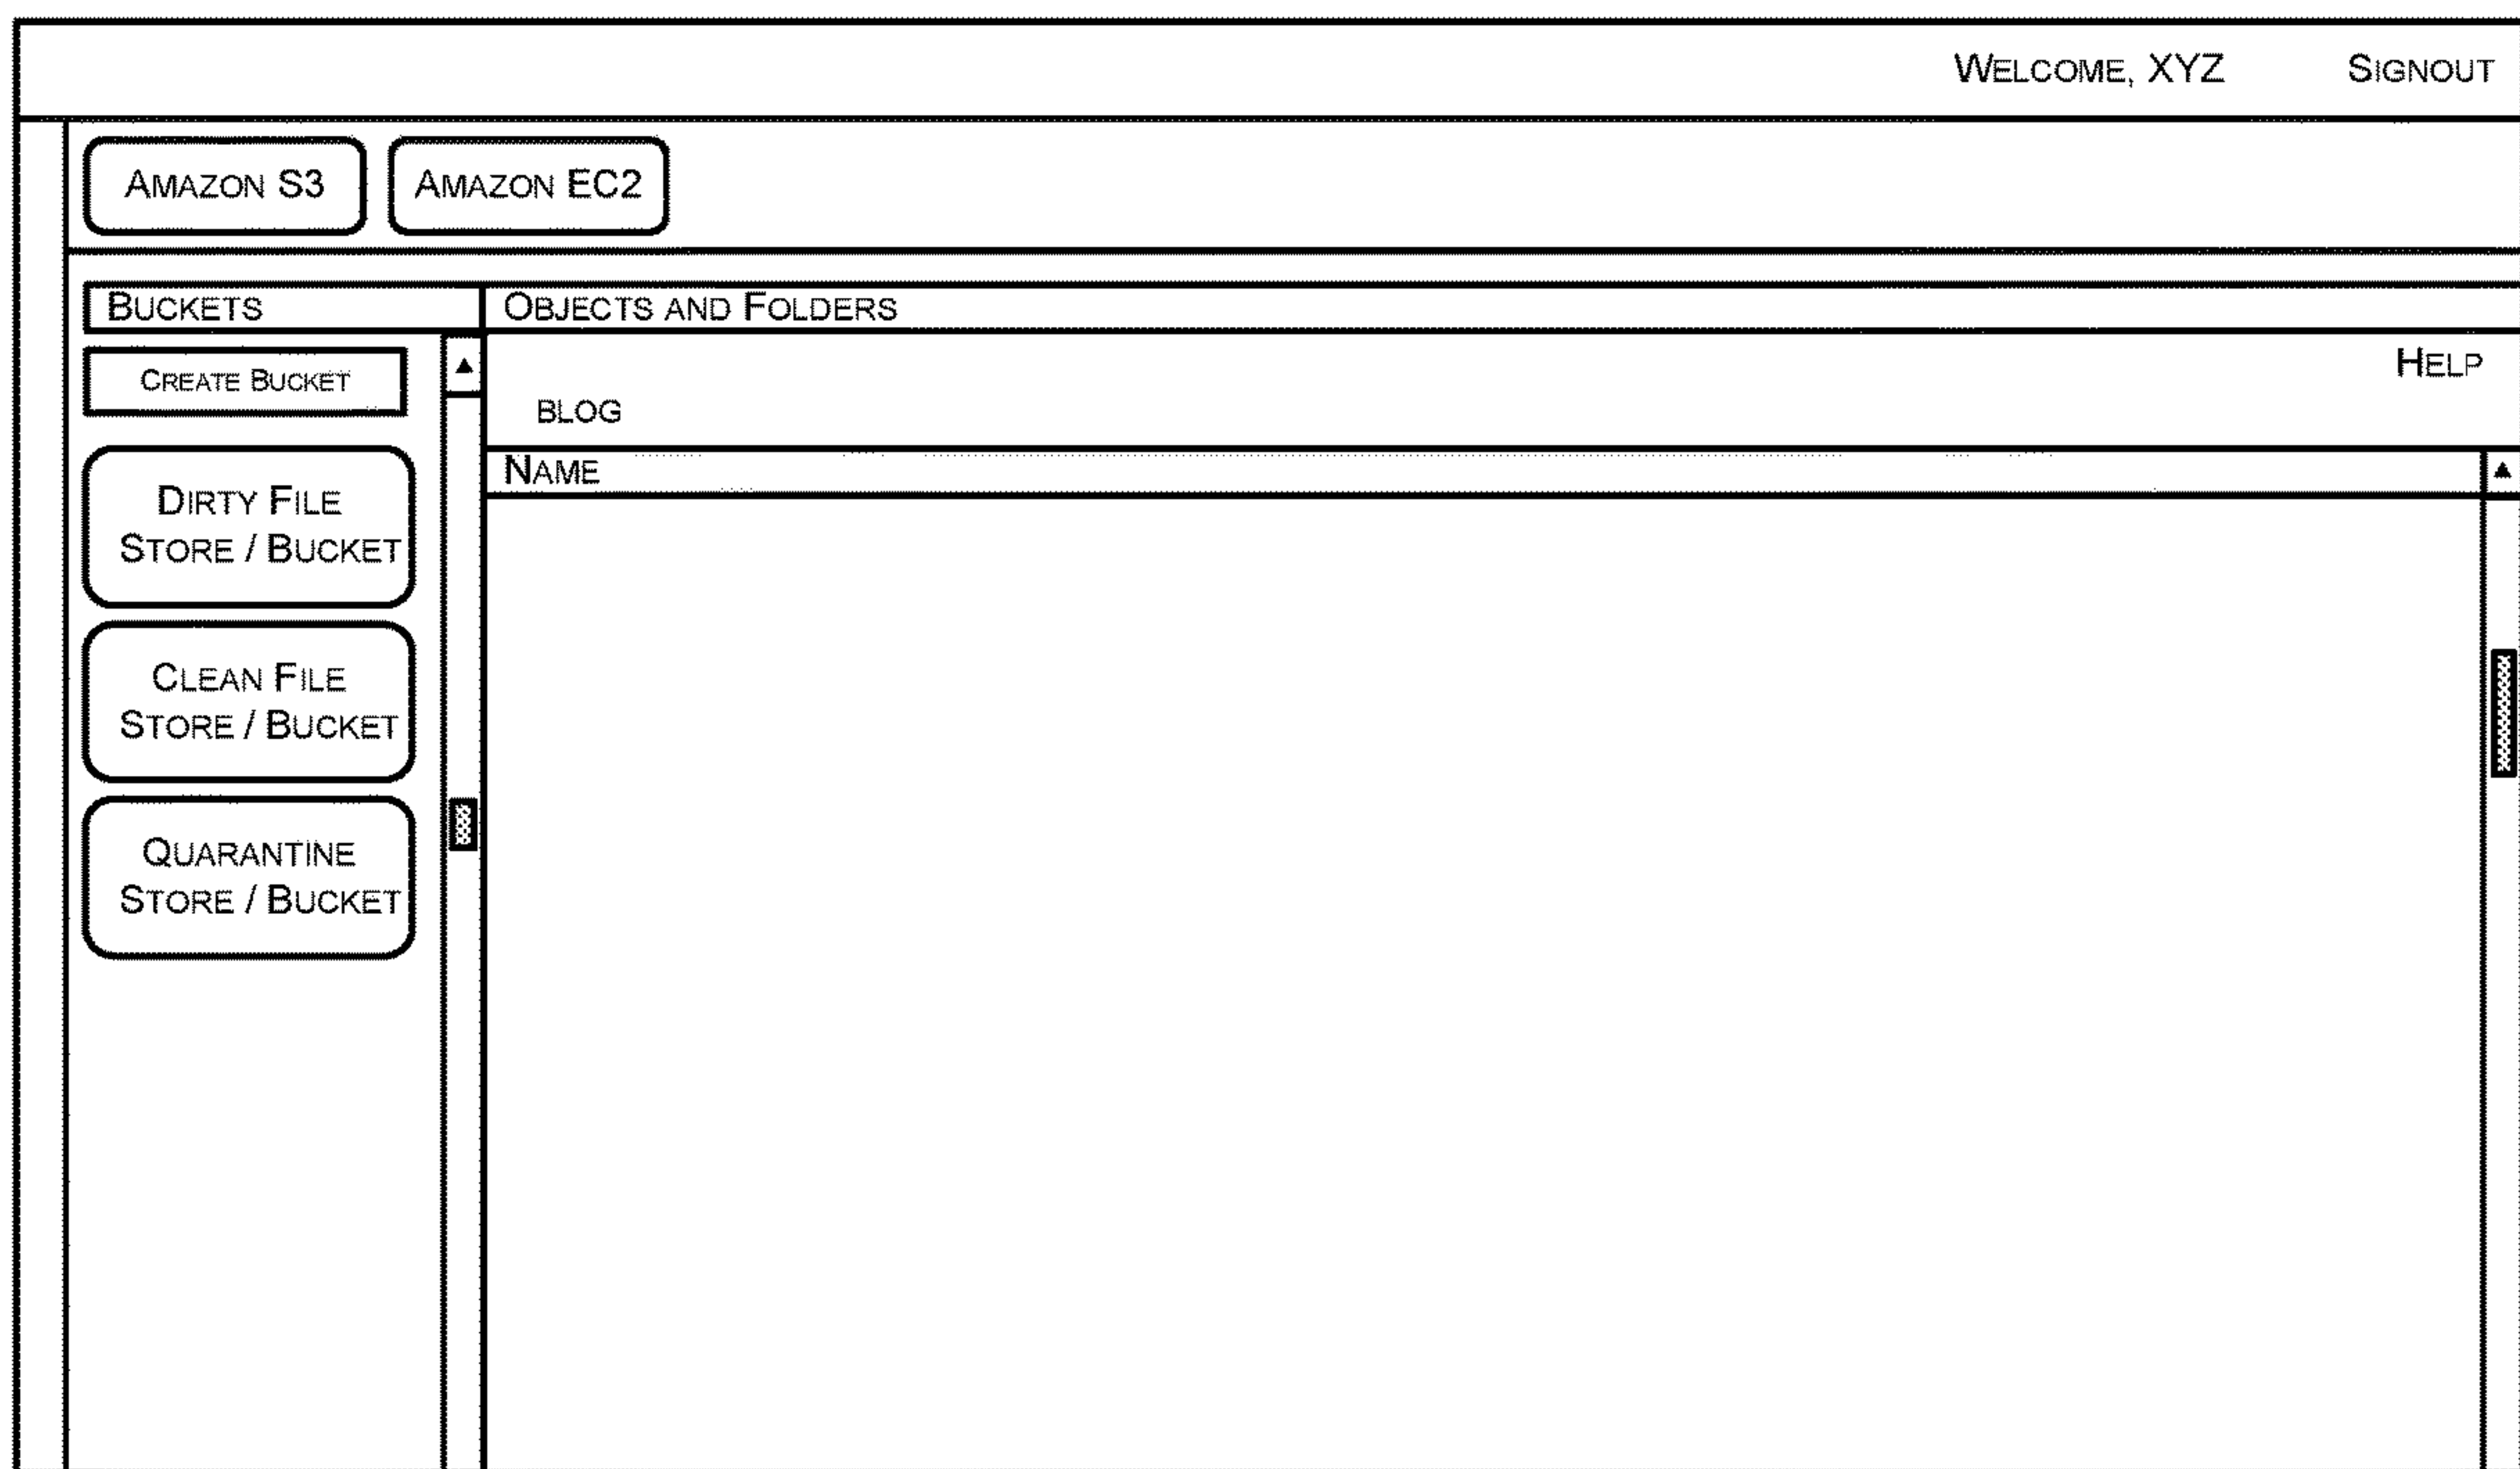 WELCOME, XYZ SIGNOUT
AMAZON S3 AMAZON EC2
BUCKETS OBJECTS AND FOLDERS
CREATE BUCKET
HELP
BLOG
NAME
DIRTY FILE
STORE / BUCKET
CLEAN FILE
STORE / BUCKET
QUARANTINE
STORE / BUCKET